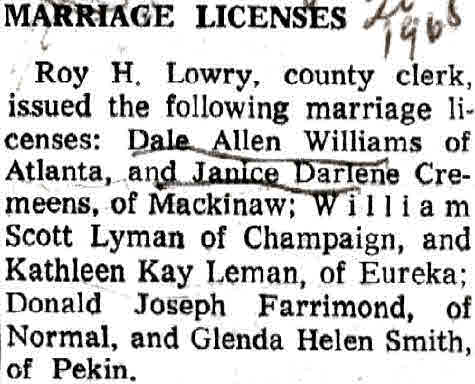 MARRIAGE LICENSES
1965
Roy H. Lowry, county clerk,
issued the following marriage li-
censes: Dale Allen Williams of
Atlanta, and Janice Darlene Cre-
meens, of Mackinaw; William
Scott Lyman of Champaign, and
Kathleen Kay Leman, of Eureka;
Donald Joseph Farrimond, of
Normal, and Glenda Helen Smith,
of Pekin.